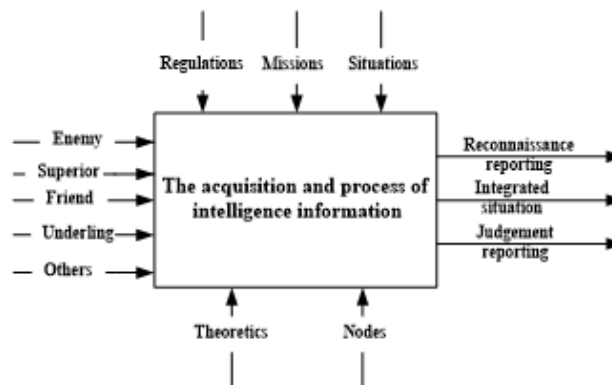 Regulations Missions Situations
Enemy
Superior
Friend
Underling
Others
The acquisition and process of
intelligence information
Reconnaissance
reporting
Integrated
situation
Judgement
reporting
Theoretics Nodes